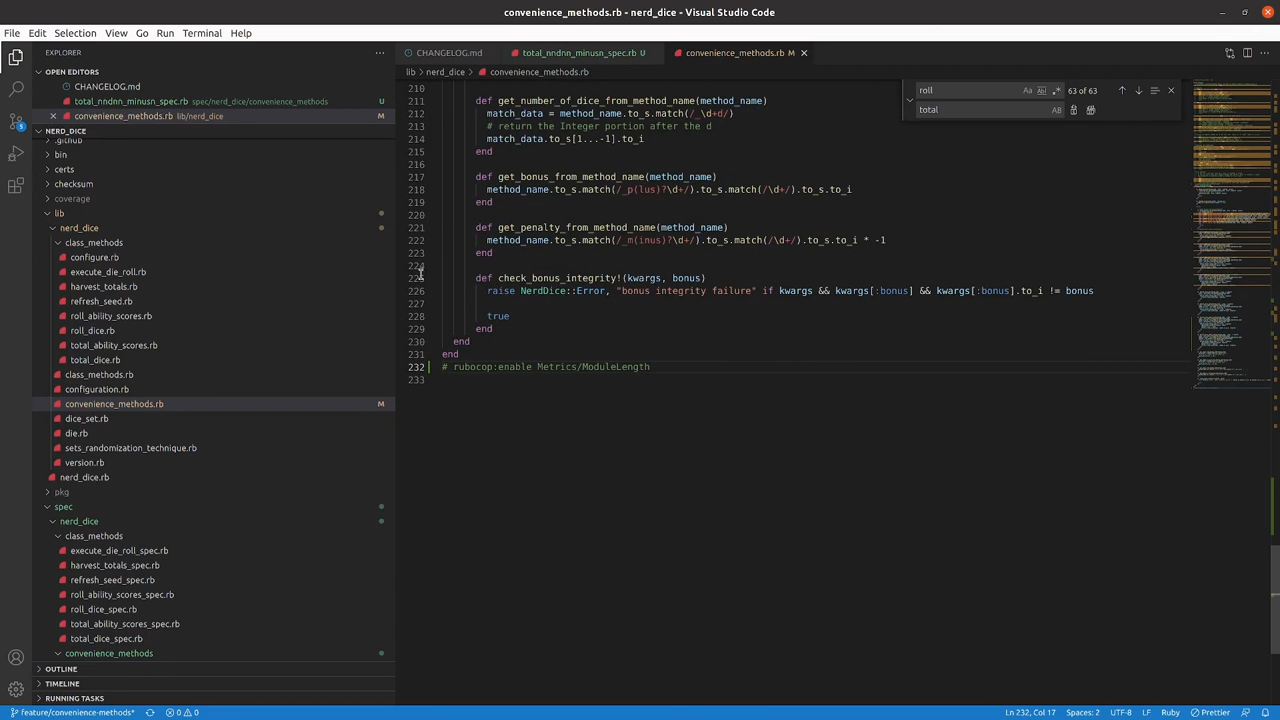 convenience_methods.rb - nerd_dice - Visual Studio Code
File Edit Selection View Go Run Terminal Help
EXPLORER
OPEN EDITORS
CHANGELOG.md
total_nndnn_minusn_spec.rb spec/nerd_dice/convenience_methods U
convenience_methods.rb lib/nerd_dice M
NERD_DICE
.github
bin
certs
checksum
coverage
lib
nerd_dice
class_methods
configure.rb
execute_die_roll.rb
harvest_totals.rb
refresh_seed.rb
roll_ability_scores.rb
roll_dice.rb
total_ability_scores.rb
total_dice.rb
class_methods.rb
configuration.rb
convenience_methods.rb M
dice_set.rb
die.rb
sets_randomization_technique.rb
version.rb
nerd_dice.rb
pkg
spec
nerd_dice
class_methods
execute_die_roll_spec.rb
harvest_totals_spec.rb
refresh_seed_spec.rb
roll_ability_scores_spec.rb
roll_dice_spec.rb
total_ability_scores_spec.rb
total_dice_spec.rb
convenience_methods
OUTLINE
TIMELINE
RUNNING TASKS
CHANGELOG.md total_nndnn_minusn_spec.rb U convenience_methods.rb M
lib nerd_dice convenience_methods.rb
roll Aa Ab 63 of 63
total AB
210
211 def get_number_of_dice_from_method_name(method_name)
212 match_data = method_name.to_s.match(/\d+d/)
213 # return the Integer portion after the d
214 match_data.to_s[1...-1].to_i
215 end
216
217 def get_bonus_from_method_name(method_name)
218 method_name.to_s.match(/_p(lus)?\d+/).to_s.match(/\d+/).to_s.to_i
219 end
220
221 from_method_name(method_name)
222 method_name.to_s.match(/_m(inus)?\d+/).to_s.match(/\d+/).to_s.to_i * -1
223 end
224
225 def check_bonus_integrity!(kwargs, bonus)
226 raise NerdDice::Error, "bonus integrity failure" if kwargs && kwargs[:bonus] && kwargs[:bonus].to_i != bonus
227
228 true
229 end
230 end
231 end
232 # rubocop:enable Metrics/ModuleLength
233
feature/convenience-methods* 0 0 Ln 232, Col 17 Spaces: 2 UTF-8 LF Ruby Prettier